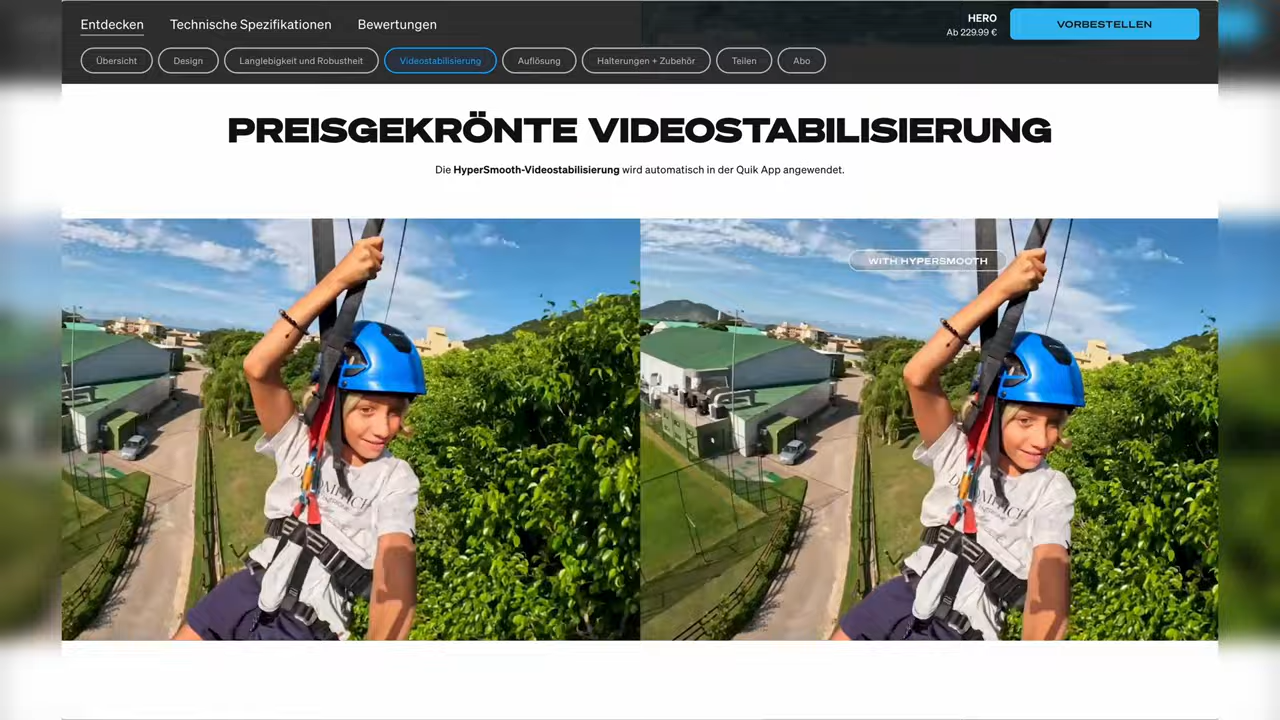 Entdecken
Technische Spezifikationen
Bewertungen
HERO
Ab 229.99 €
VORBESTELLEN
Übersicht
Design
Langlebigkeit und Robustheit
Videostabilisierung
Auflösung
Halterungen + Zubehör
Teilen
Abo
PREISGEKRÖNTE VIDEOSTABILISIERUNG
Die HyperSmooth-Videostabilisierung wird automatisch in der Quik App angewendet.
WITH HYPERSMOOTH